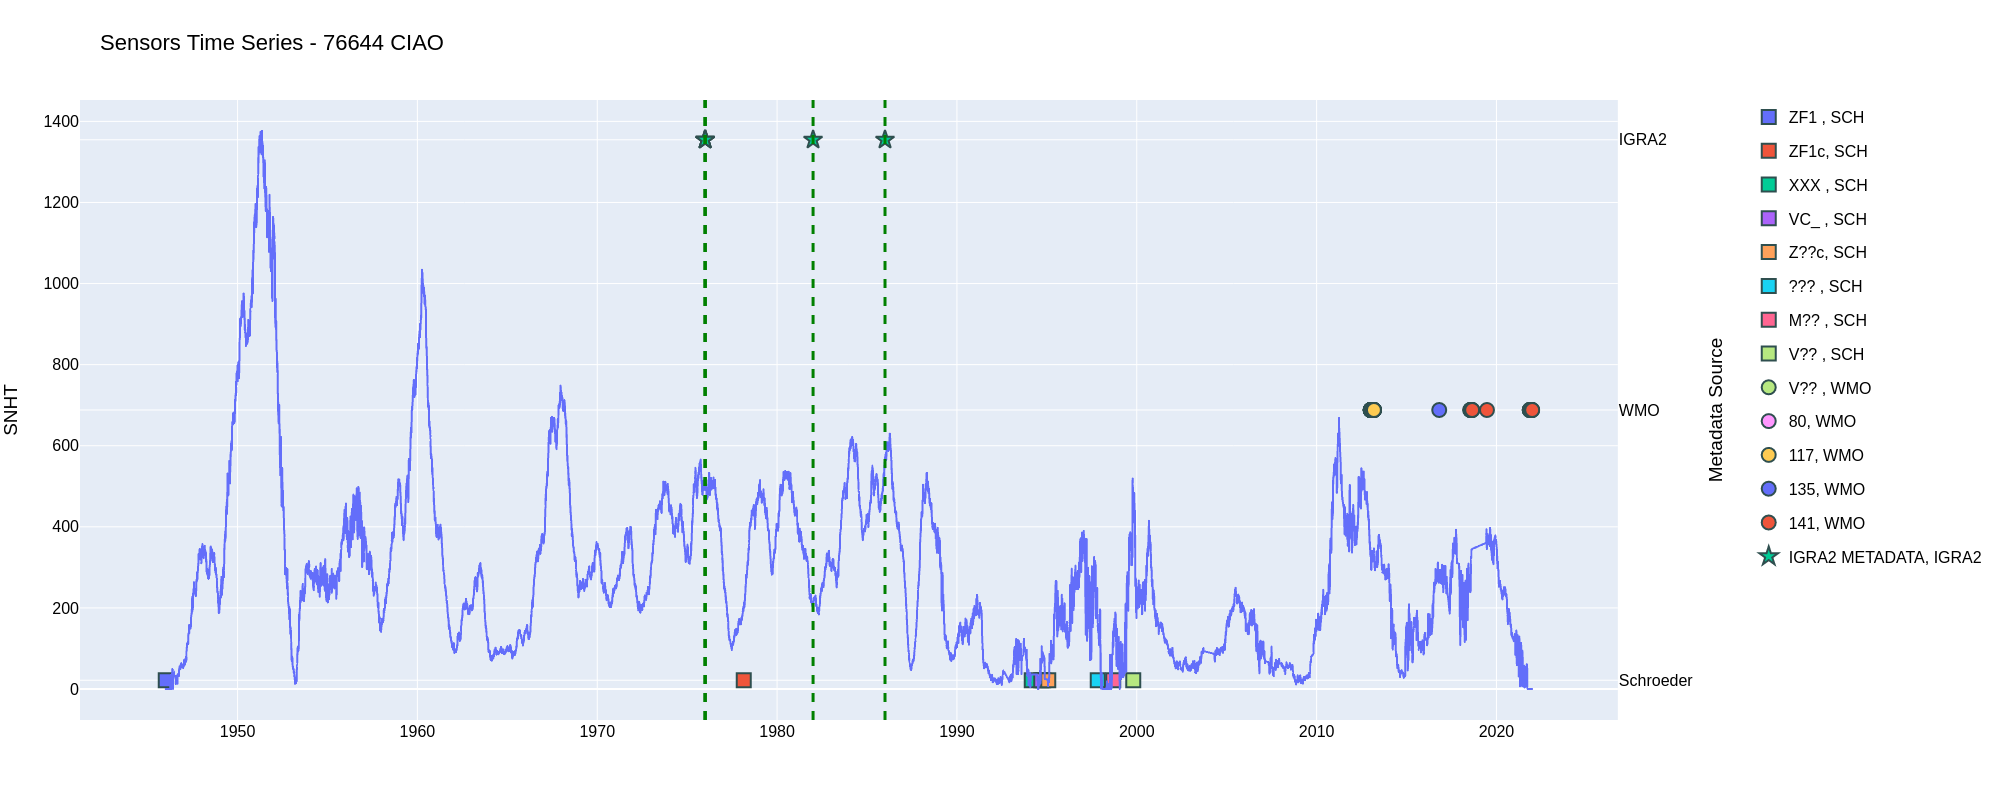 Sensors Time Series - 76644 CIAO
SNHT
1400
1200
1000
800
600
400
200
0
1950
1960
1970
1980
1990
2000
2010
2020
IGRA2
WMO
Schroeder
Metadata Source
ZF1 , SCH
ZF1c, SCH
XXX , SCH
VC_ , SCH
Z??c, SCH
??? , SCH
M?? , SCH
V?? , SCH
V?? , WMO
80, WMO
117, WMO
135, WMO
141, WMO
IGRA2 METADATA, IGRA2